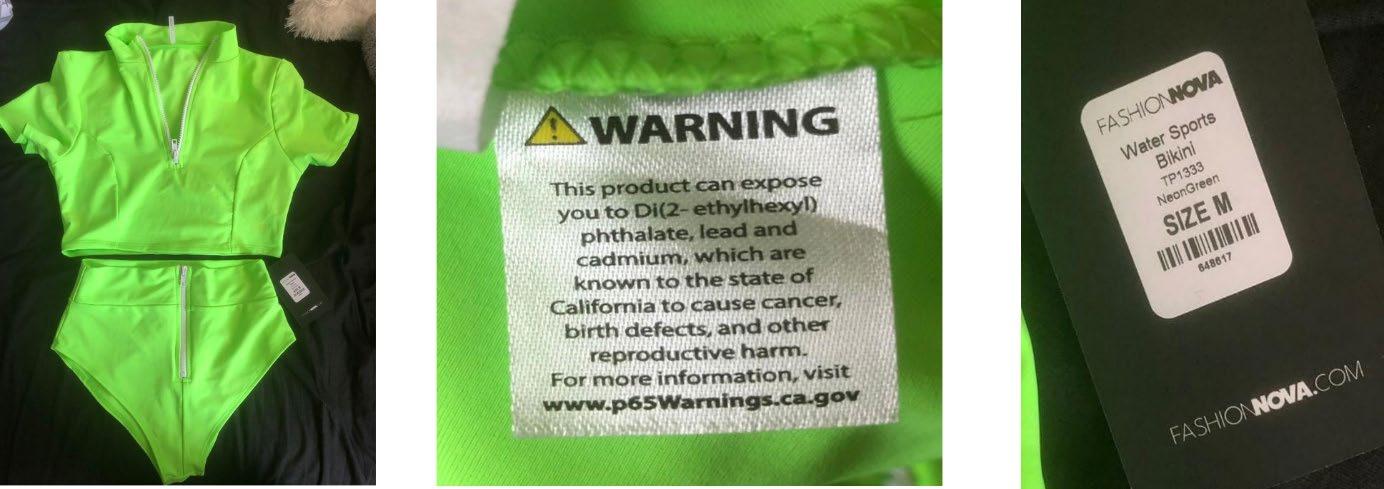 WARNING
This product can expose
you to Di(2- ethylhexyl)
phthalate, lead and
cadmium, which are
known to the state of
California to cause cancer,
birth defects, and other
reproductive harm.
For more information, visit
www.p65Warnings.ca.gov
FASHIONNOVA
Water Sports
Bikini
TP1333
NeonGreen
SIZE M
648617
FASHIONNOVA.COM